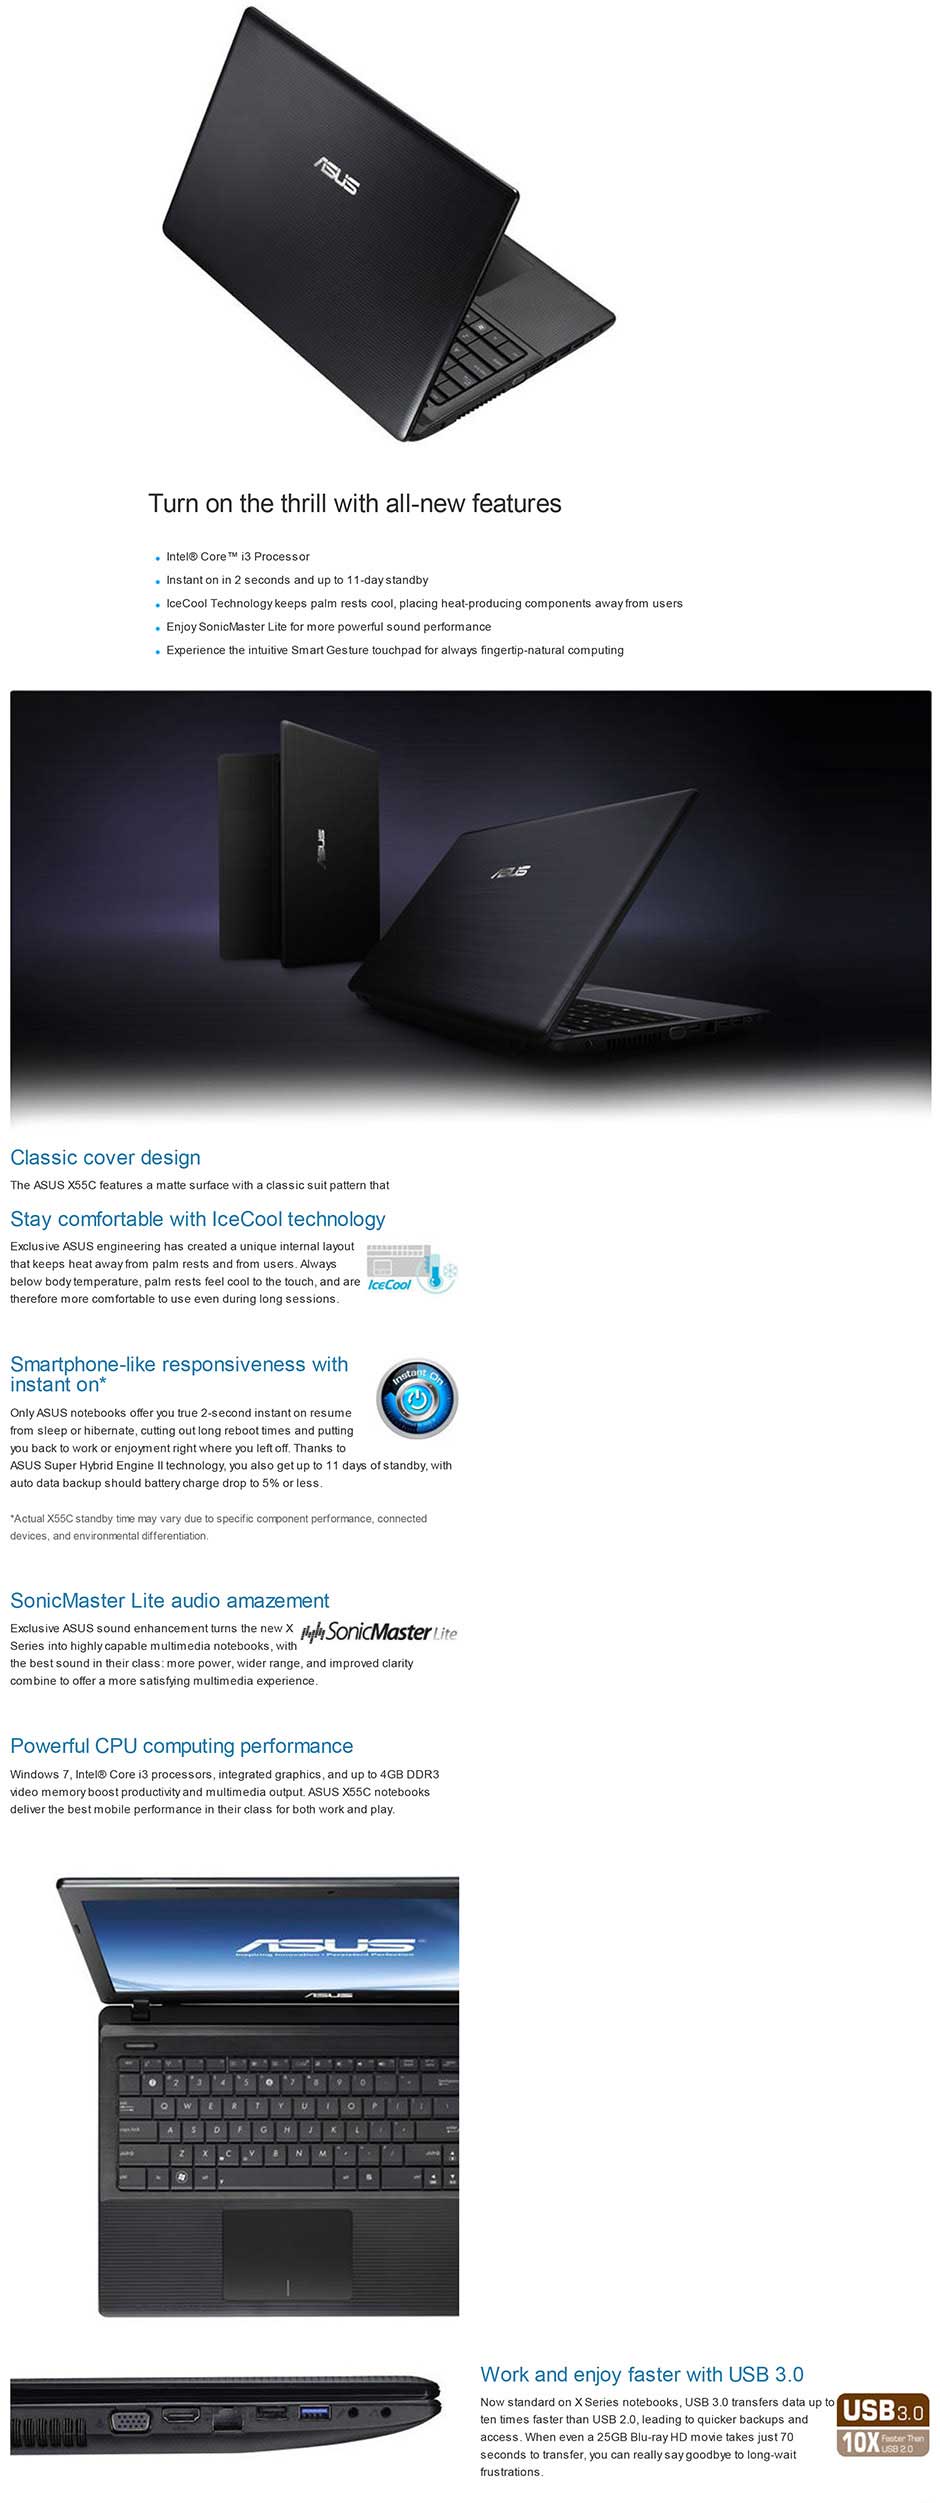 ASUS
Turn on the thrill with all-new features
Intel® Core™ i3 Processor
Instant on in 2 seconds and up to 11-day standby
IceCool Technology keeps palm rests cool, placing heat-producing components away from users
Enjoy SonicMaster Lite for more powerful sound performance
Experience the intuitive Smart Gesture touchpad for always fingertip-natural computing
ASUS
ASUS
Classic cover design
The ASUS X55C features a matte surface with a classic suit pattern that
Stay comfortable with IceCool technology
Exclusive ASUS engineering has created a unique internal layout
that keeps heat away from palm rests and from users. Always
below body temperature, palm rests feel cool to the touch, and are
therefore more comfortable to use even during long sessions.
IceCool
Smartphone-like responsiveness with
instant on*
Instant On
Only ASUS notebooks offer you true 2-second instant on resume
from sleep or hibernate, cutting out long reboot times and putting
you back to work or enjoyment right where you left off. Thanks to
ASUS Super Hybrid Engine II technology, you also get up to 11 days of standby, with
auto data backup should battery charge drop to 5% or less.
*Actual X55C standby time may vary due to specific component performance, connected
devices, and environmental differentiation.
SonicMaster Lite audio amazement
Exclusive ASUS sound enhancement turns the new X
SonicMaster Lite
Series into highly capable multimedia notebooks, with
the best sound in their class: more power, wider range, and improved clarity
combine to offer a more satisfying multimedia experience.
Powerful CPU computing performance
Windows 7, Intel® Core i3 processors, integrated graphics, and up to 4GB DDR3
video memory boost productivity and multimedia output. ASUS X55C notebooks
deliver the best mobile performance in their class for both work and play.
ASUS
Inspiring Innovation • Persistent Perfection
ASUS
2 3 4 5 6 7 8 9 0
Q W E R T Y U I O P
A S D F G H J K L
Z X C V B N M
Work and enjoy faster with USB 3.0
Now standard on X Series notebooks, USB 3.0 transfers data up to
ten times faster than USB 2.0, leading to quicker backups and
access. When even a 25GB Blu-ray HD movie takes just 70
seconds to transfer, you can really say goodbye to long-wait
frustrations.
USB 3.0
10X Faster Than
USB 2.0